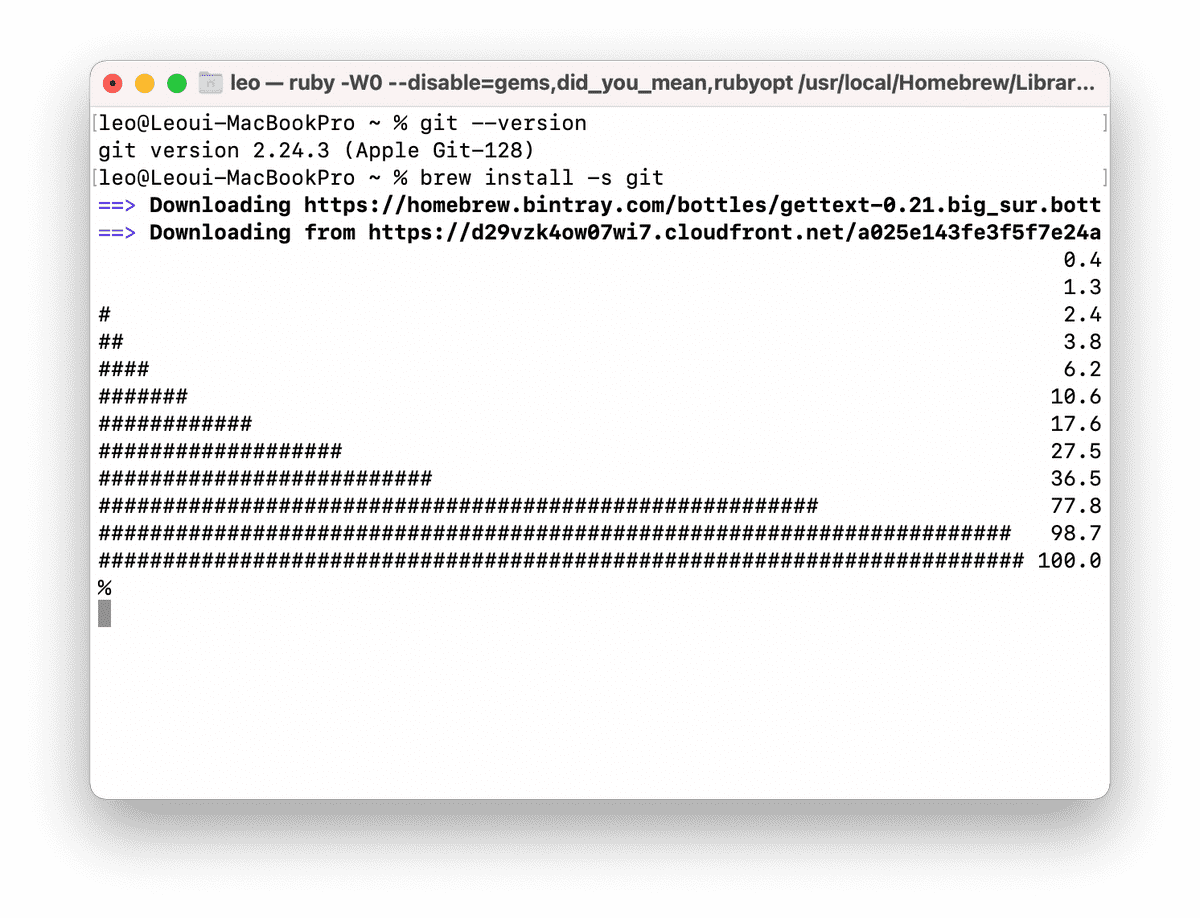 leo — ruby -W0 --disable=gems,did_you_mean,rubyopt /usr/local/Homebrew/Librar...
[leo@Leoui-MacBookPro ~ % git --version ]
git version 2.24.3 (Apple Git-128)
[leo@Leoui-MacBookPro ~ % brew install -s git ]
==> Downloading https://homebrew.bintray.com/bottles/gettext-0.21.big_sur.bott
==> Downloading from https://d29vzk4ow07wi7.cloudfront.net/a025e143fe3f5f7e24a
0.4
1.3
# 2.4
## 3.8
#### 6.2
####### 10.6
############ 17.6
################### 27.5
########################## 36.5
######################################################## 77.8
####################################################################### 98.7
######################################################################## 100.0
%